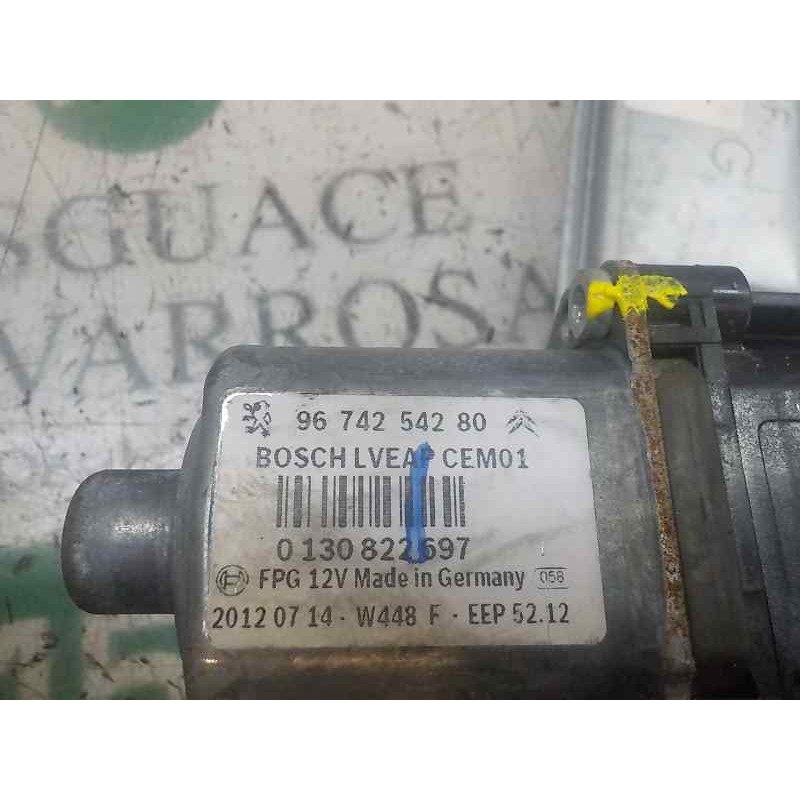 SGUACE
VARROSA
G
96 742 542 80
BOSCH LVEAP CEM01
0 130 822 697
FPG 12V Made in Germany 058
2012 07 14 - W448 F - EEP 52.12